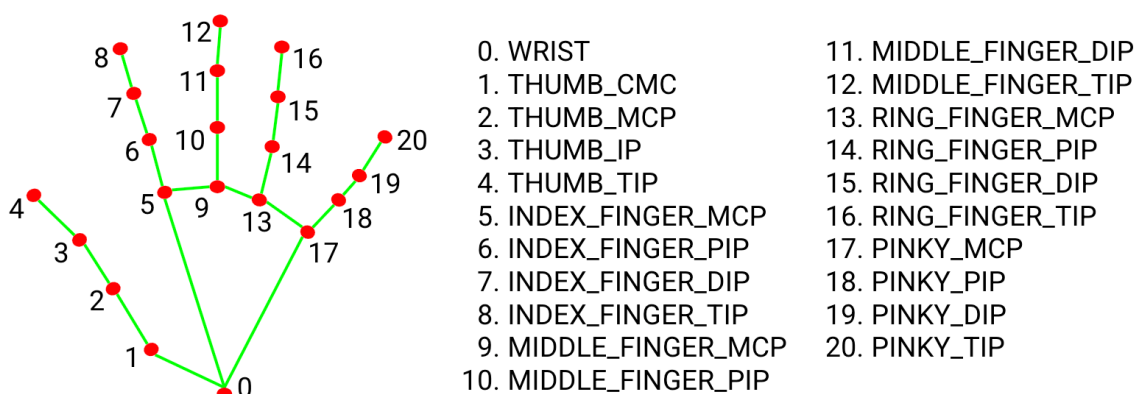 12
8
16
11
7
15
10
6
20
14
19
4
5
9
13
18
3
17
2
1
0
0. WRIST
1. THUMB_CMC
2. THUMB_MCP
3. THUMB_IP
4. THUMB_TIP
5. INDEX_FINGER_MCP
6. INDEX_FINGER_PIP
7. INDEX_FINGER_DIP
8. INDEX_FINGER_TIP
9. MIDDLE_FINGER_MCP
10. MIDDLE_FINGER_PIP
11. MIDDLE_FINGER_DIP
12. MIDDLE_FINGER_TIP
13. RING_FINGER_MCP
14. RING_FINGER_PIP
15. RING_FINGER_DIP
16. RING_FINGER_TIP
17. PINKY_MCP
18. PINKY_PIP
19. PINKY_DIP
20. PINKY_TIP